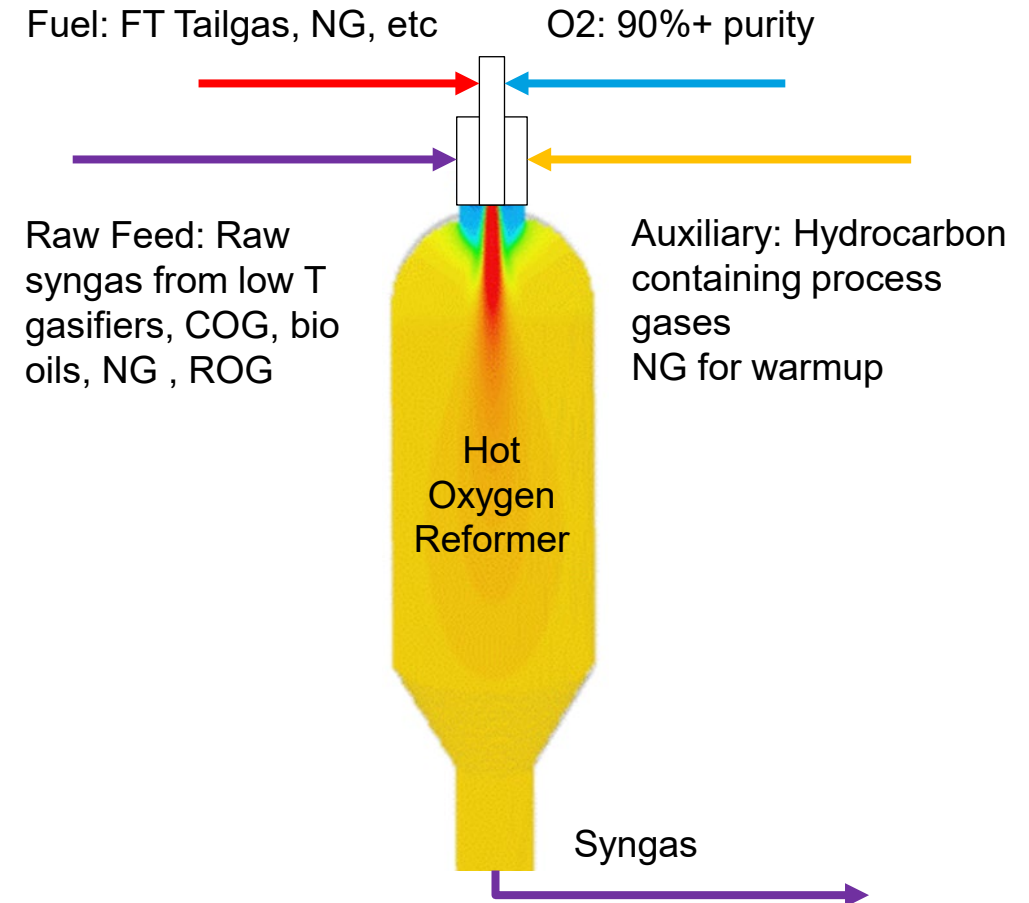 Fuel: FT Tailgas, NG, etc
O2: 90%+ purity
Raw Feed: Raw
syngas from low T
gasifiers, COG, bio
oils, NG , ROG
Auxiliary: Hydrocarbon
containing process
gases
NG for warmup
Hot
Oxygen
Reformer
Syngas